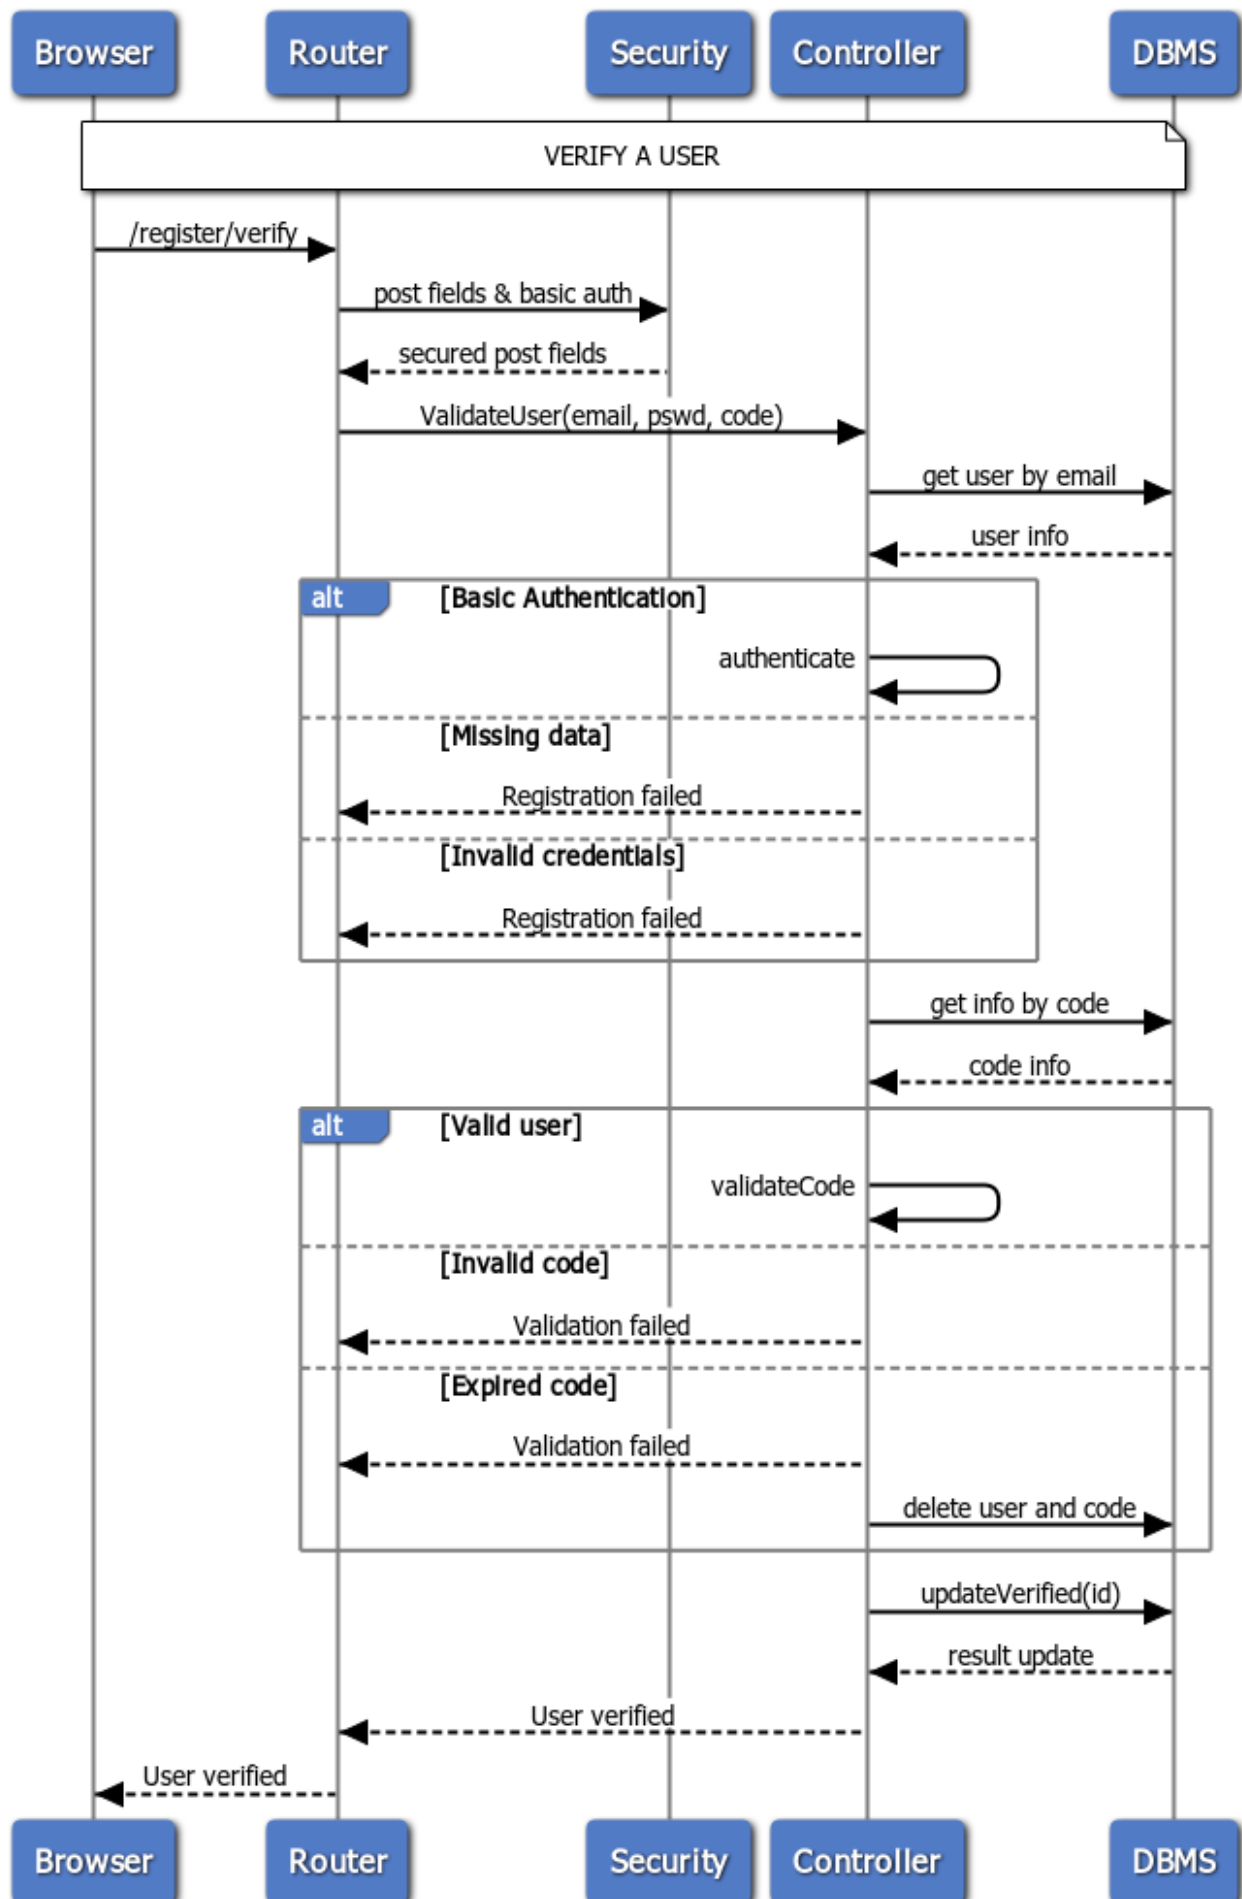 Browser Router Security Controller DBMS
VERIFY A USER
/register/verify
post fields & basic auth
secured post fields
ValidateUser(email, pswd, code)
get user by email
user info
alt [Basic Authentication]
authenticate
[Missing data]
Registration failed
[Invalid credentials]
Registration failed
get info by code
code info
alt [Valid user]
validateCode
[Invalid code]
Validation failed
[Expired code]
Validation failed
delete user and code
updateVerified(id)
result update
User verified
User verified
Browser Router Security Controller DBMS